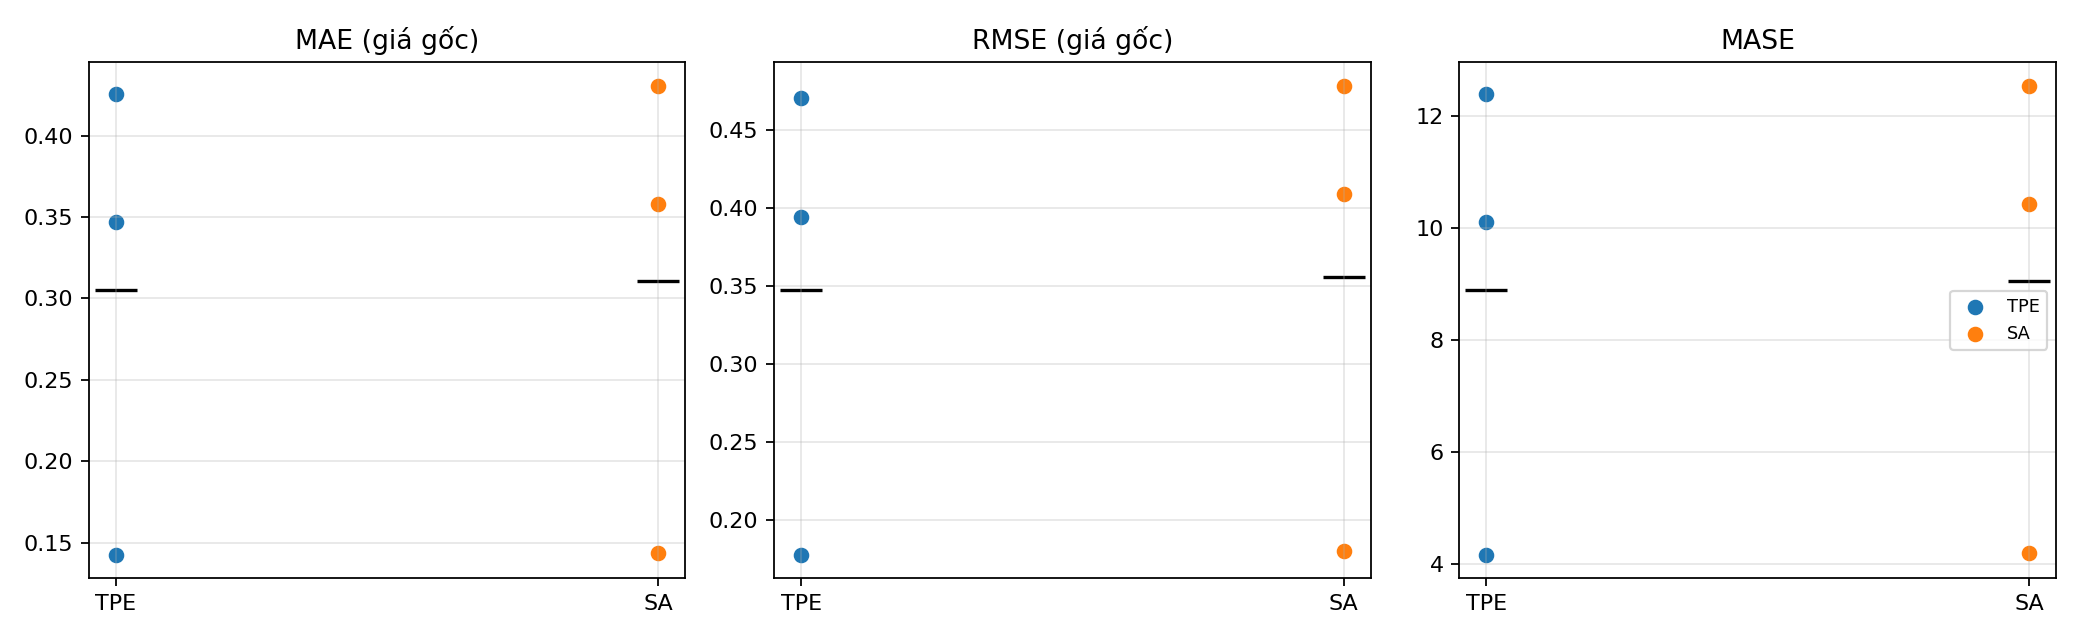 MAE (giá gốc)
0.40
0.35
0.30
0.25
0.20
0.15
TPE
SA
RMSE (giá gốc)
0.45
0.40
0.35
0.30
0.25
0.20
TPE
SA
MASE
12
10
8
6
4
TPE
SA
TPE
SA